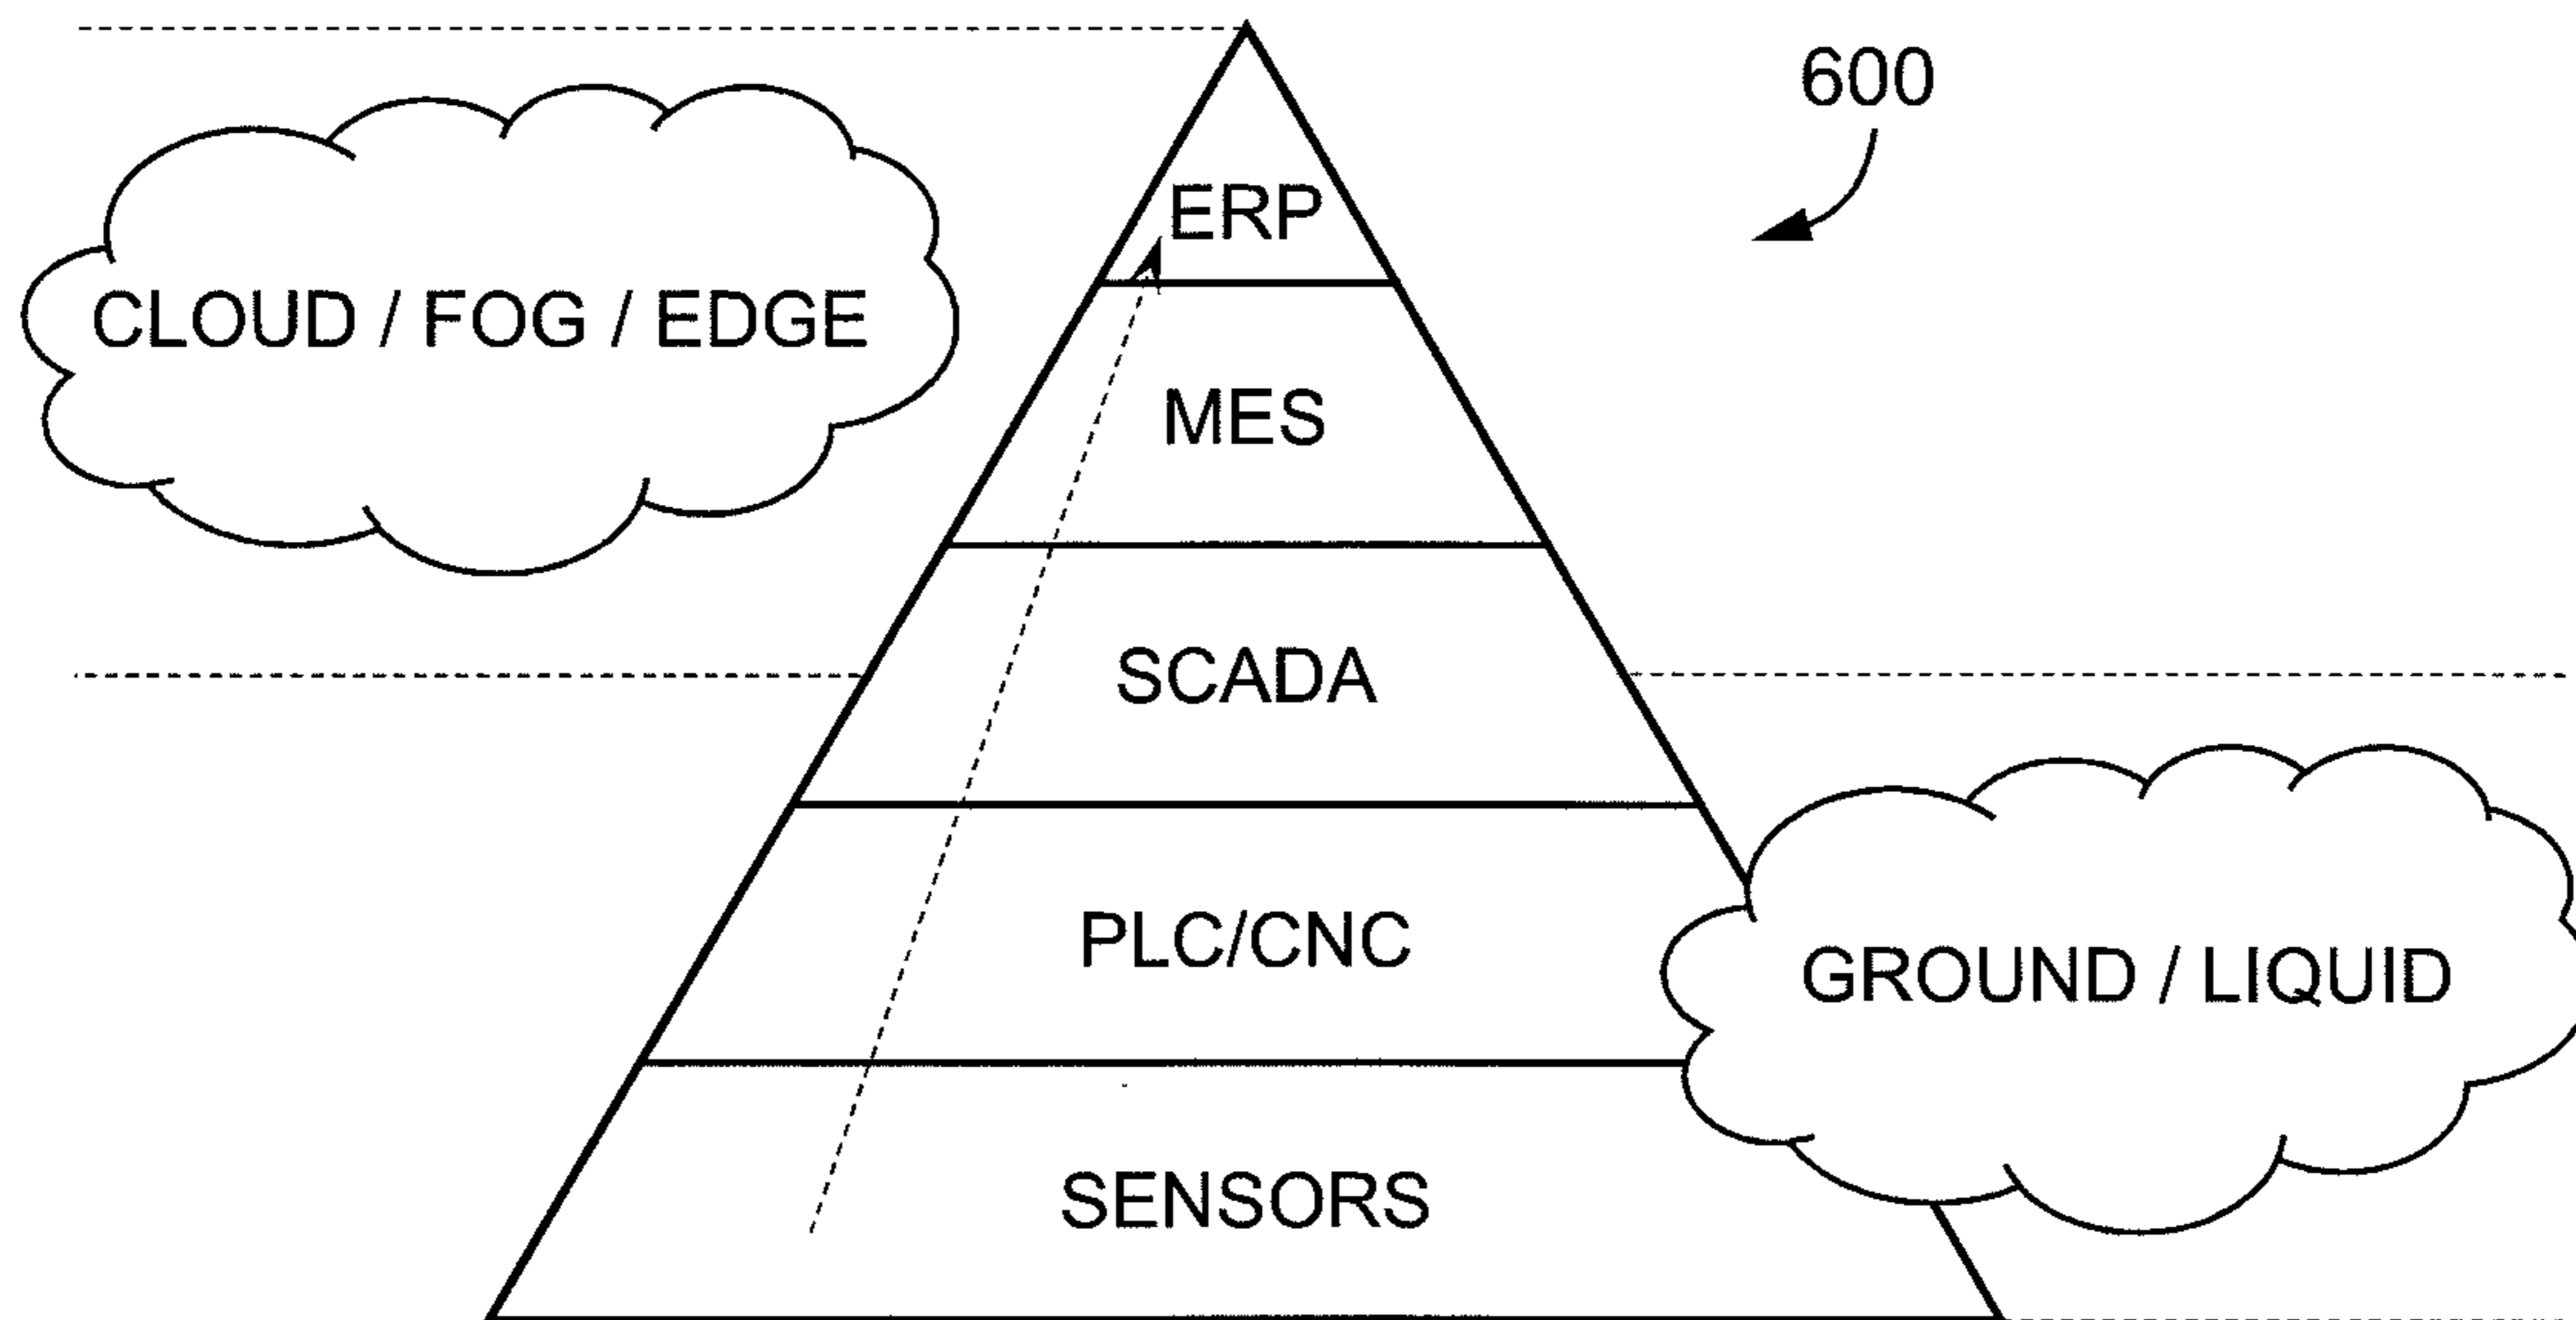 600
ERP
CLOUD / FOG / EDGE
MES
SCADA
PLC/CNC
GROUND / LIQUID
SENSORS